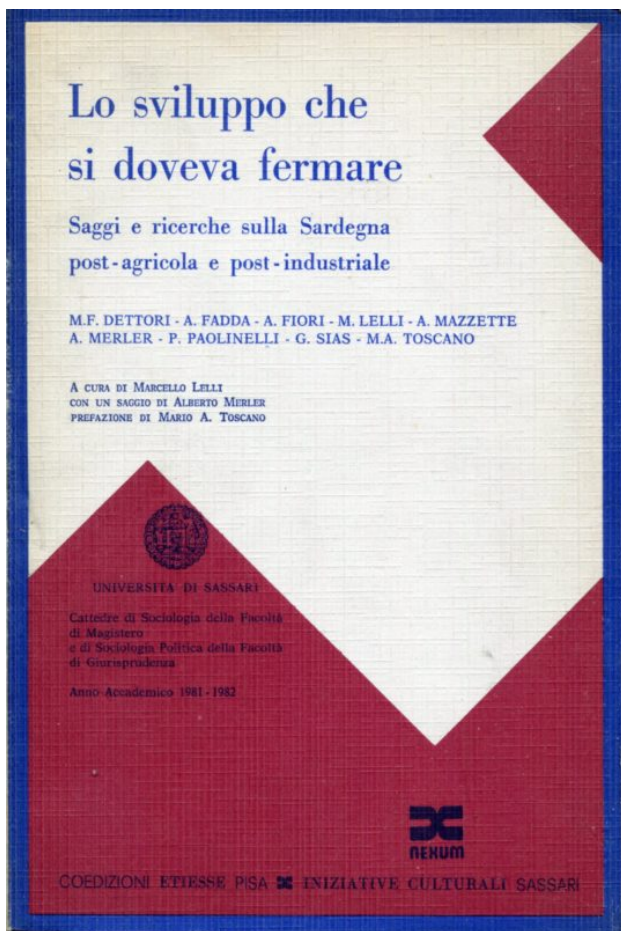 Lo sviluppo che
si doveva fermare
Saggi e ricerche sulla Sardegna
post-agricola e post-industriale
M.F. DETTORI - A. FADDA - A. FIORI - M. LELLI - A. MAZZETTE
A. MERLER - P. PAOLINELLI - G. SIAS - M.A. TOSCANO
A CURA DI MARCELLO LELLI
CON UN SAGGIO DI ALBERTO MERLER
PREFAZIONE DI MARIO A. TOSCANO
UNIVERSITÀ DI SASSARI
Cattedre di Sociologia della Facoltà
di Magistero
e di Sociologia Politica della Facoltà
di Giurisprudenza
Anno Accademico 1981-1982
NEXUM
COEDIZIONI ETIESSE PISA INIZIATIVE CULTURALI SASSARI